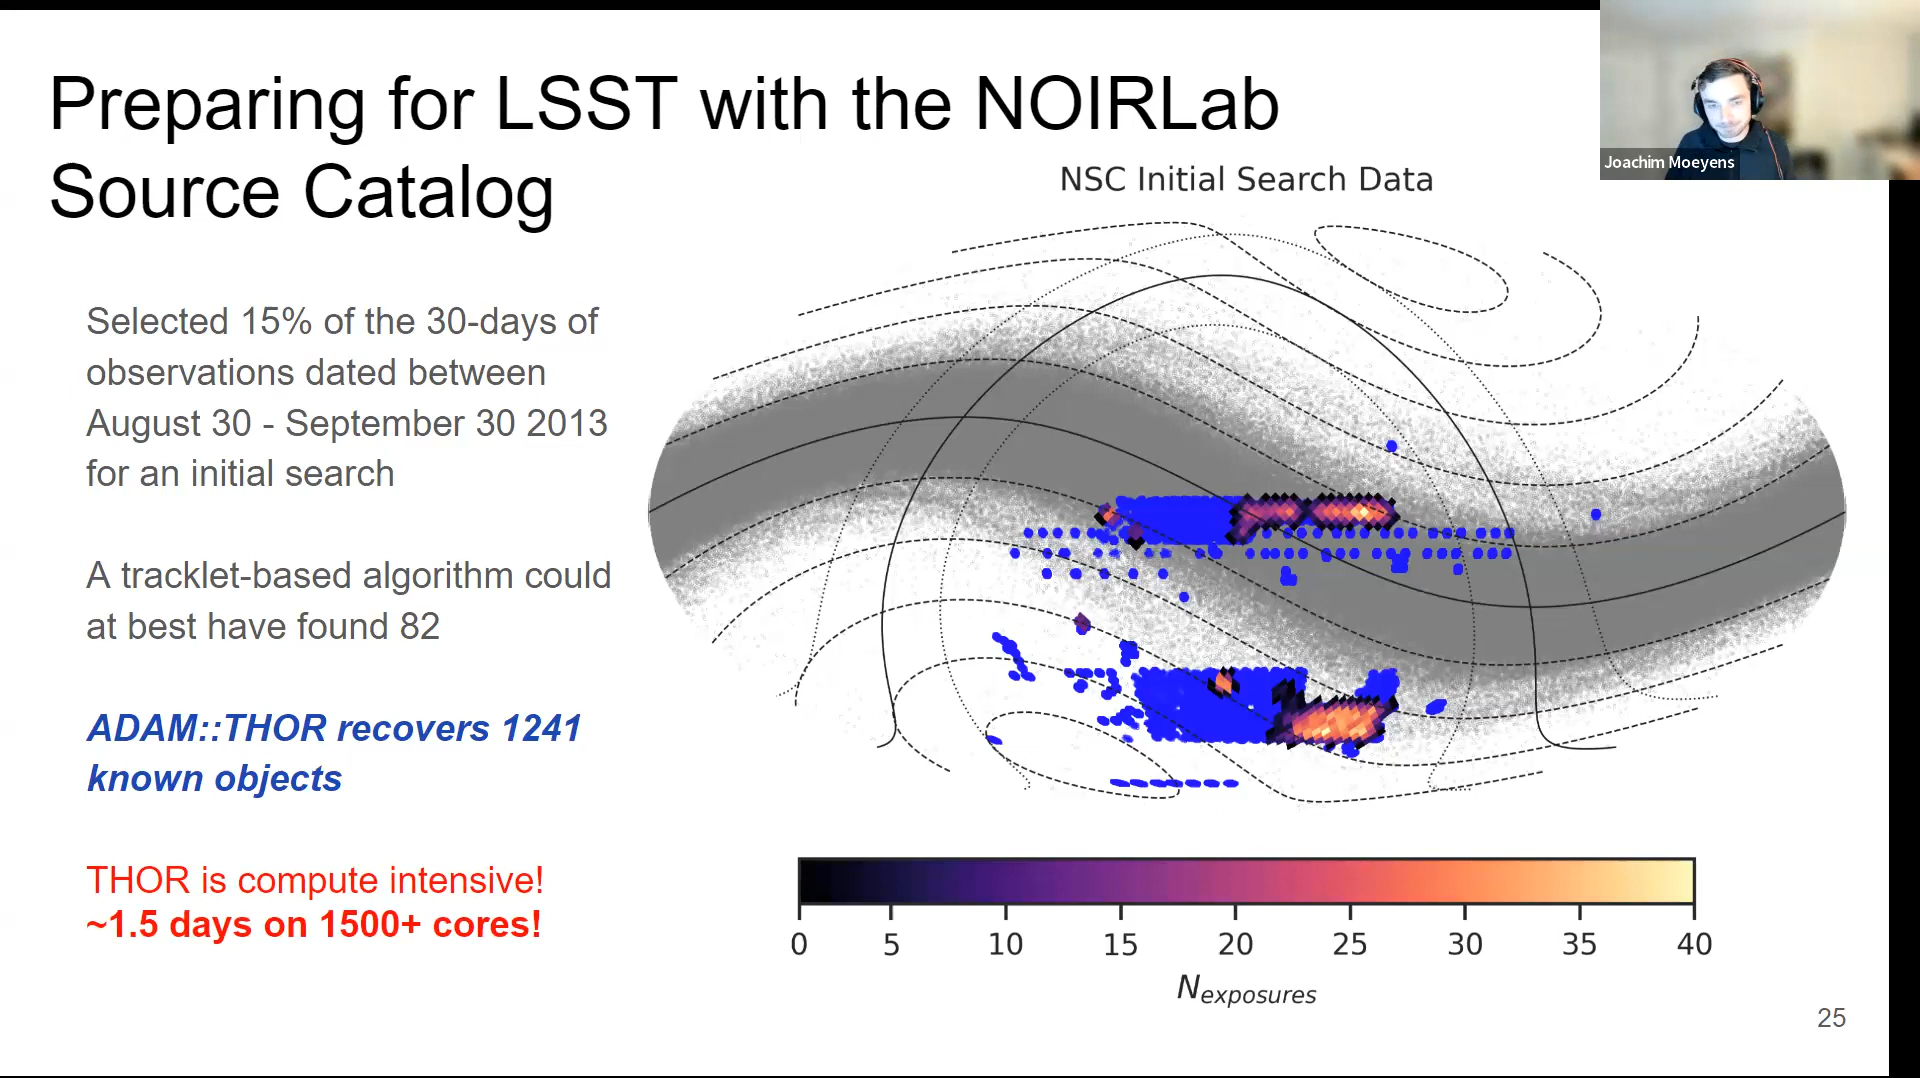 Preparing for LSST with the NOIRLab
Source Catalog
Joachim Moeyens
NSC Initial Search Data
Selected 15% of the 30-days of
observations dated between
August 30 - September 30 2013
for an initial search
A tracklet-based algorithm could
at best have found 82
ADAM::THOR recovers 1241
known objects
THOR is compute intensive!
~1.5 days on 1500+ cores!
0 5 10 15 20 25 30 35 40
Nexposures
25